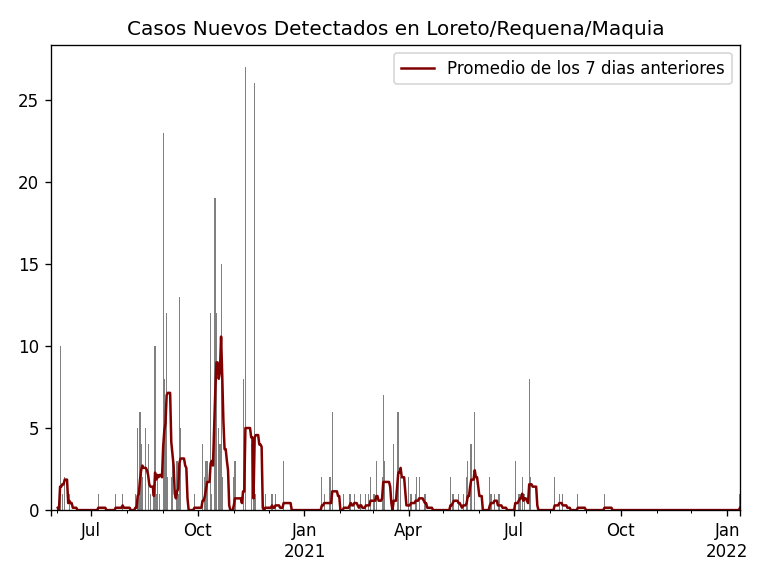 Casos Nuevos Detectados en Loreto/Requena/Maquia
Promedio de los 7 dias anteriores
25
20
15
10
5
0
Jul
Oct
Jan
2021
Apr
Jul
Oct
Jan
2022